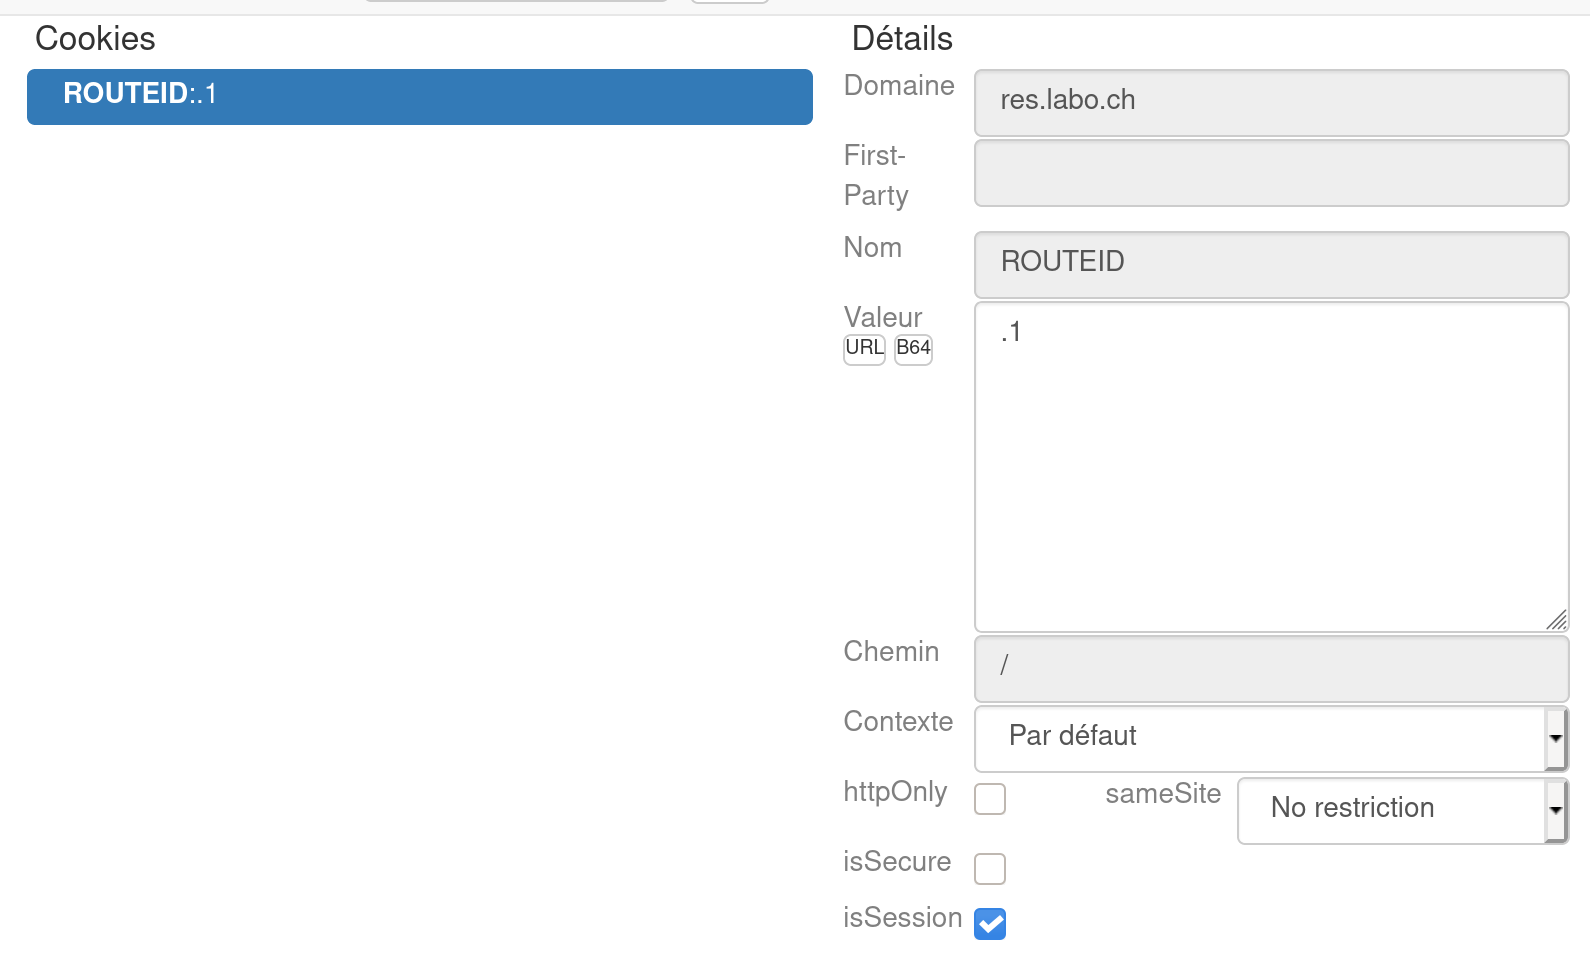 Cookies
ROUTEID:.1
Détails
Domaine
res.labo.ch
First-
Party
Nom
ROUTEID
Valeur
URL B64
.1
Chemin
/
Contexte
Par défaut
httpOnly
sameSite
No restriction
isSecure
isSession